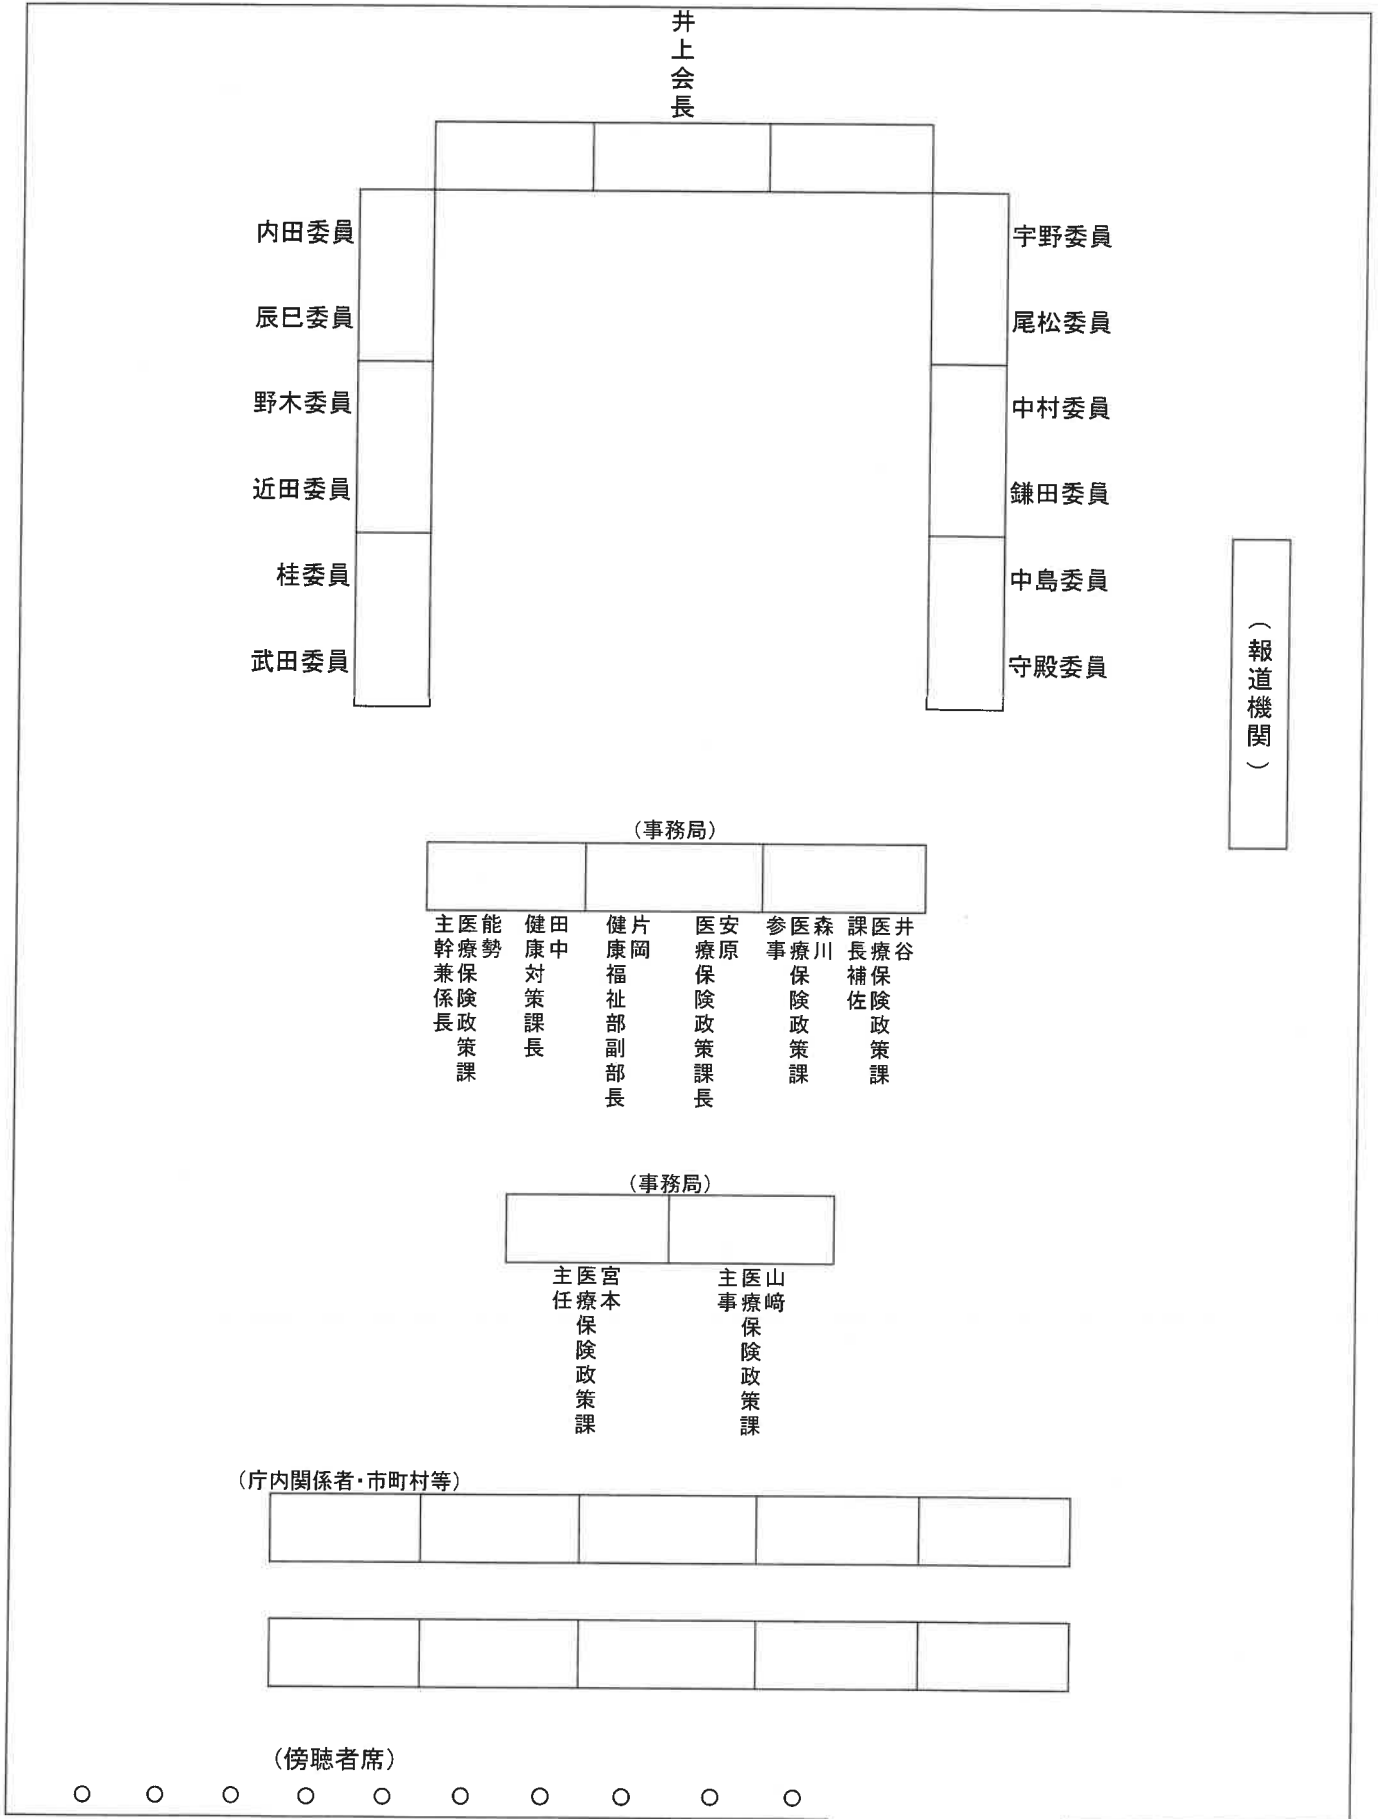 井上会長
内田委員
宇野委員
辰巳委員
尾松委員
野木委員
中村委員
近田委員
鎌田委員
桂委員
中島委員
武田委員
守殿委員
（報道機関）
（事務局）
能勢
医療保険政策課
主幹兼係長
田中
健康対策課長
片岡
健康福祉部副部長
安原
医療保険政策課長
森川
医療保険政策課
参事
井谷
医療保険政策課
課長補佐
（事務局）
宮本
医療保険政策課
主任
山﨑
医療保険政策課
主事
（庁内関係者・市町村等）
（傍聴者席）
○ ○ ○ ○ ○ ○ ○ ○ ○ ○